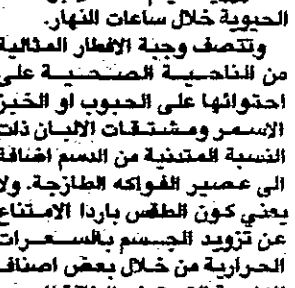 الحيوية خلال ساعات النهار.
وتتصف وجبة الافطار المثالية
من الناحية الصحية على
احتوائها على الحبوب او الخبز
الاسمر ومشتقات الالبان ذات
النسبة المتدنية من الدسم اضافة
الى عصير الفواكه الطازجة. ولا
يعني كون الطقس باردا الامتناع
عن تزويد الجسم بالسعرات
الحرارية من خلال بعض اصناف